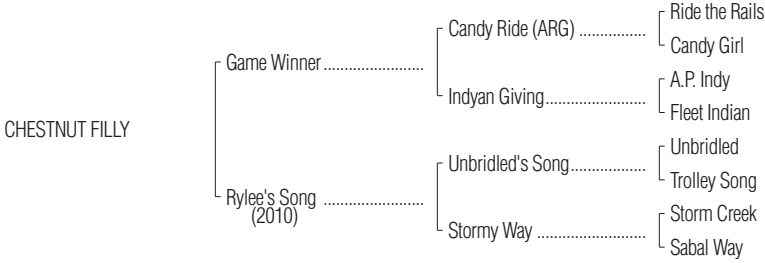 Ride the Rails
Candy Ride (ARG) ................
Candy Girl
Game Winner........................
A.P. Indy
Indyan Giving........................
Fleet Indian
CHESTNUT FILLY
Unbridled
Unbridled's Song..................
Trolley Song
Rylee's Song ........................
(2010)
Storm Creek
Stormy Way ..........................
Sabal Way